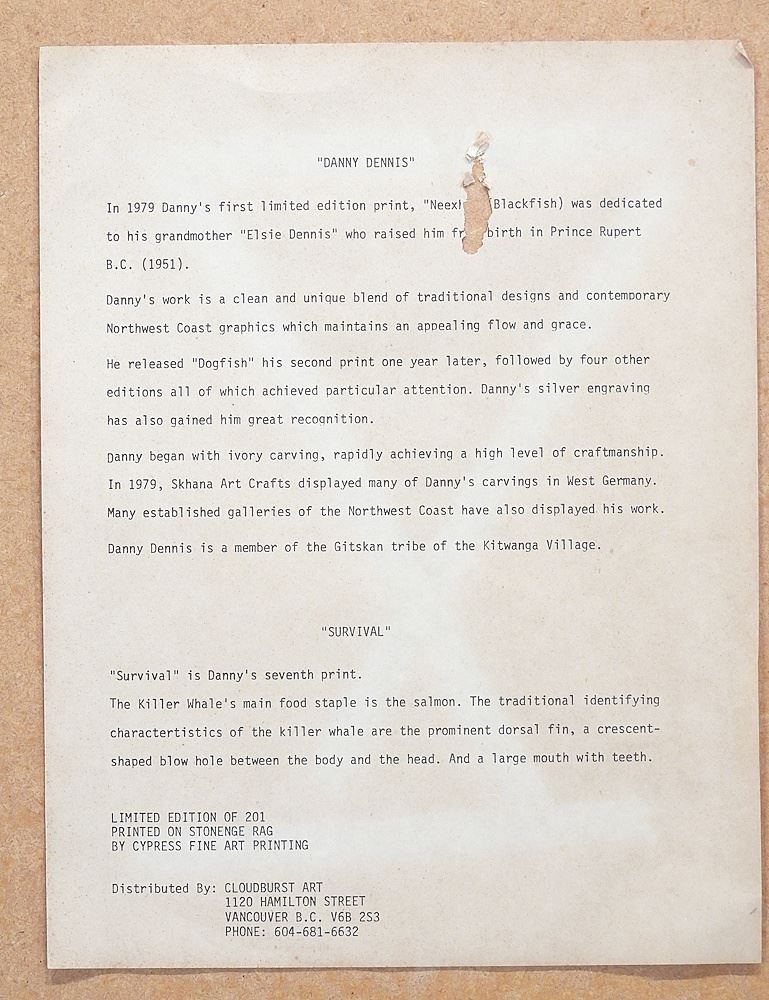 "DANNY DENNIS"
In 1979 Danny's first limited edition print, (Blackfish) was dedicated
to his grandmother "Elsie Dennis" who raised him birth in Prince Rupert
B.C. (1951).
Danny's work is a clean and unique blend of traditional designs and contemporary
Northwest Coast graphics which maintains an appealing flow and grace.
He released "Dogfish" his second print one year later, followed by four other
editions all of which achieved particular attention. Danny's silver engraving
has also gained him great recognition.
Danny began with ivory carving, rapidly achieving a high level of craftmanship.
In 1979, Skhana Art Crafts displayed many of Danny's carvings in West Germany.
Many established galleries of the Northwest Coast have also displayed his work.
Danny Dennis is a member of the Gitskan tribe of the Kitwanga Village.
"SURVIVAL"
"Survival" is Danny's seventh print.
The Killer Whale's main food staple is the salmon. The traditional identifying
charactertistics of the killer whale are the prominent dorsal fin, a crescent-
shaped blow hole between the body and the head. And a large mouth with teeth.
LIMITED EDITION OF 201
PRINTED ON STONENGE RAG
BY CYPRESS FINE ART PRINTING
Distributed By: CLOUDBURST ART
1120 HAMILTON STREET
VANCOUVER B.C. V6B 2S3
PHONE: 604-681-6632